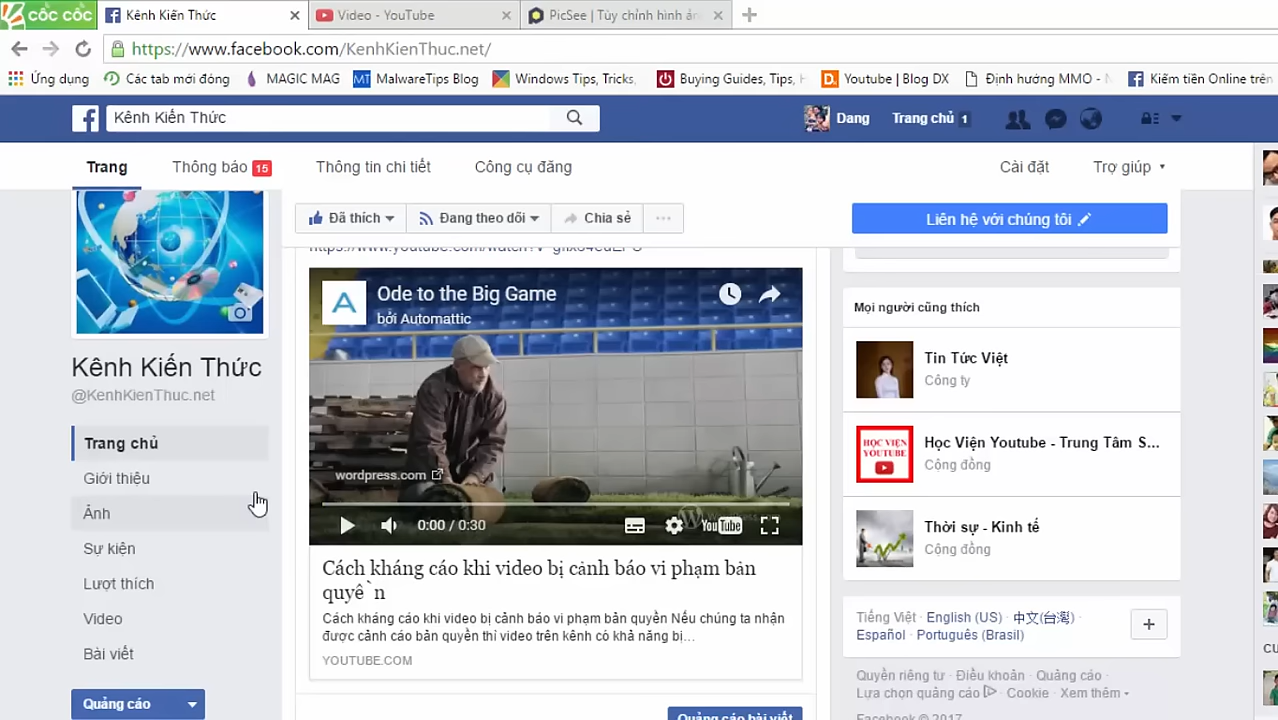 cốc cốc
Kênh Kiến Thức
Video - YouTube
PicSee | Tùy chỉnh hình ản
https://www.facebook.com/KenhKienThuc.net/
Ứng dụng
Các tab mới đóng
MAGIC MAG
MalwareTips Blog
Windows Tips, Tricks,
Buying Guides, Tips, H
Youtube | Blog DX
Định hướng MMO -
Kiếm tiền Online trên
Kênh Kiến Thức
Dang
Trang chủ 1
Trang
Thông báo 15
Thông tin chi tiết
Công cụ đăng
Cài đặt
Trợ giúp
Đã thích
Đang theo dõi
Chia sẻ
Liên hệ với chúng tôi
Kênh Kiến Thức
@KenhKienThuc.net
Trang chủ
Giới thiệu
Ảnh
Sự kiện
Lượt thích
Video
Bài viết
Quảng cáo
Ode to the Big Game
bởi Automattic
wordpress.com
0:00 / 0:30
YouTube
Cách kháng cáo khi video bị cảnh báo vi phạm bản
quyề`n
Cách kháng cáo khi video bị cảnh báo vi phạm bản quyền Nếu chúng ta nhận
được cảnh cáo bản quyền thì video trên kênh có khả năng bị...
YOUTUBE.COM
Quảng cáo bài viết
Mọi người cũng thích
Tin Tức Việt
Công ty
HỌC VIỆN
YOUTUBE
Học Viện Youtube - Trung Tâm S...
Cộng đồng
Thời sự - Kinh tế
Cộng đồng
Tiếng Việt · English (US) · 中文(台灣) ·
Español · Português (Brasil)
Quyền riêng tư · Điều khoản · Quảng cáo ·
Lựa chọn quảng cáo · Cookie · Xem thêm
Facebook © 2017